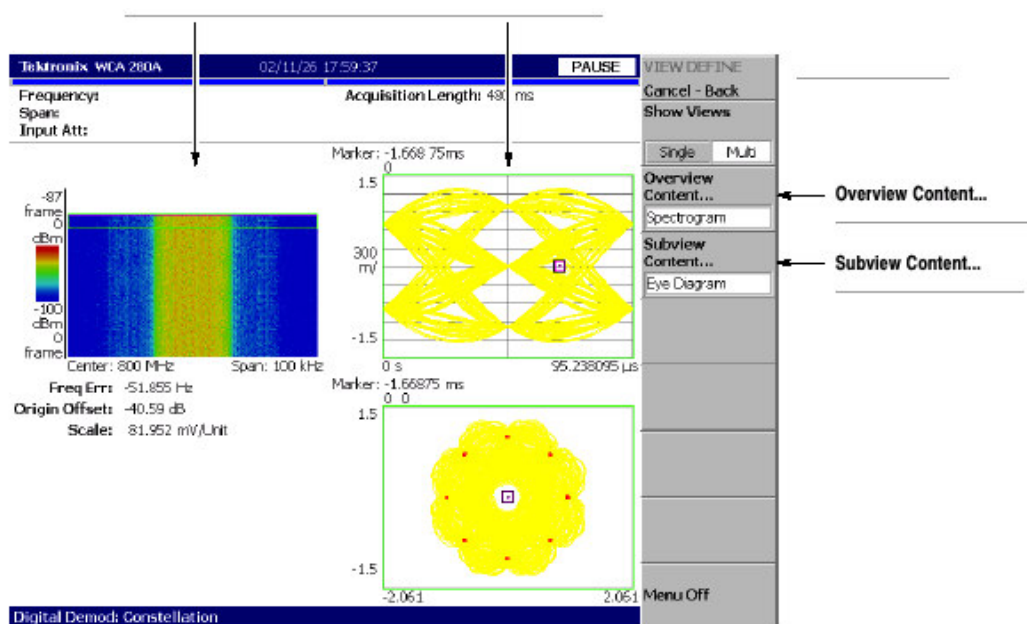 Tektronix WCA 280A 02/11/26 17:59:37 PAUSE
Frequency: Acquisition Length: 480 ms
Span:
Input Att:
Marker: -1.668 75ms
0
1.5
300
m/
-1.5
0 s 95.238095 µs
-97
frame
0
dBm
-100
dBm
0
frame
Center: 800 MHz Span: 100 kHz
Freq Err: -51.855 Hz
Origin Offset: -40.59 dB
Scale: 81.952 mV/Unit
Marker: -1.66875 ms
0 0
1.5
-1.5
-2.061 2.061
Digital Demod: Constellation
VIEW DEFINE
Cancel - Back
Show Views
Single Multi
Overview
Content...
Spectrogram
Subview
Content...
Eye Diagram
Menu Off
Overview Content...
Subview Content...